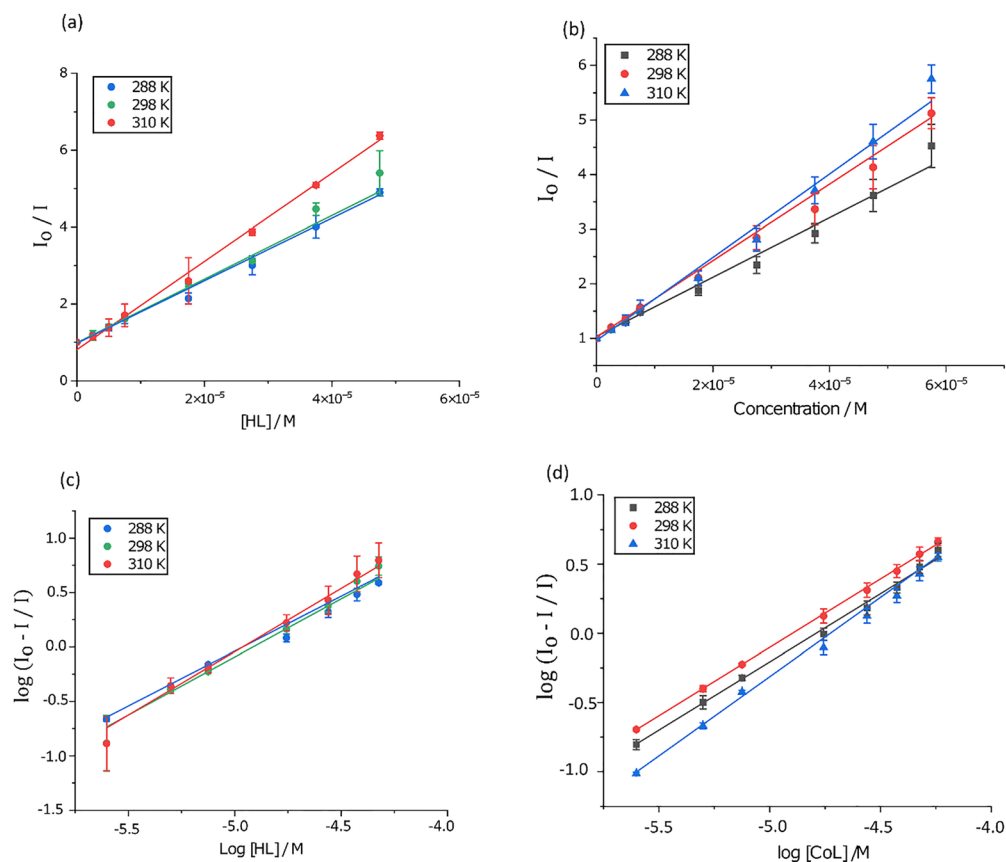 (a)
8
6
4
2
0
I₀ / I
288 K
298 K
310 K
0
2×10⁻⁵
4×10⁻⁵
6×10⁻⁵
[HL] / M
(b)
6
5
4
3
2
1
I₀ / I
288 K
298 K
310 K
0
2×10⁻⁵
4×10⁻⁵
6×10⁻⁵
Concentration / M
(c)
1.0
0.5
0.0
-0.5
-1.0
-1.5
log (I₀ - I / I)
288 K
298 K
310 K
-5.5
-5.0
-4.5
-4.0
Log [HL] / M
(d)
1.0
0.5
0.0
-0.5
-1.0
log (I₀ - I / I)
288 K
298 K
310 K
-5.5
-5.0
-4.5
-4.0
log [CoL] /M